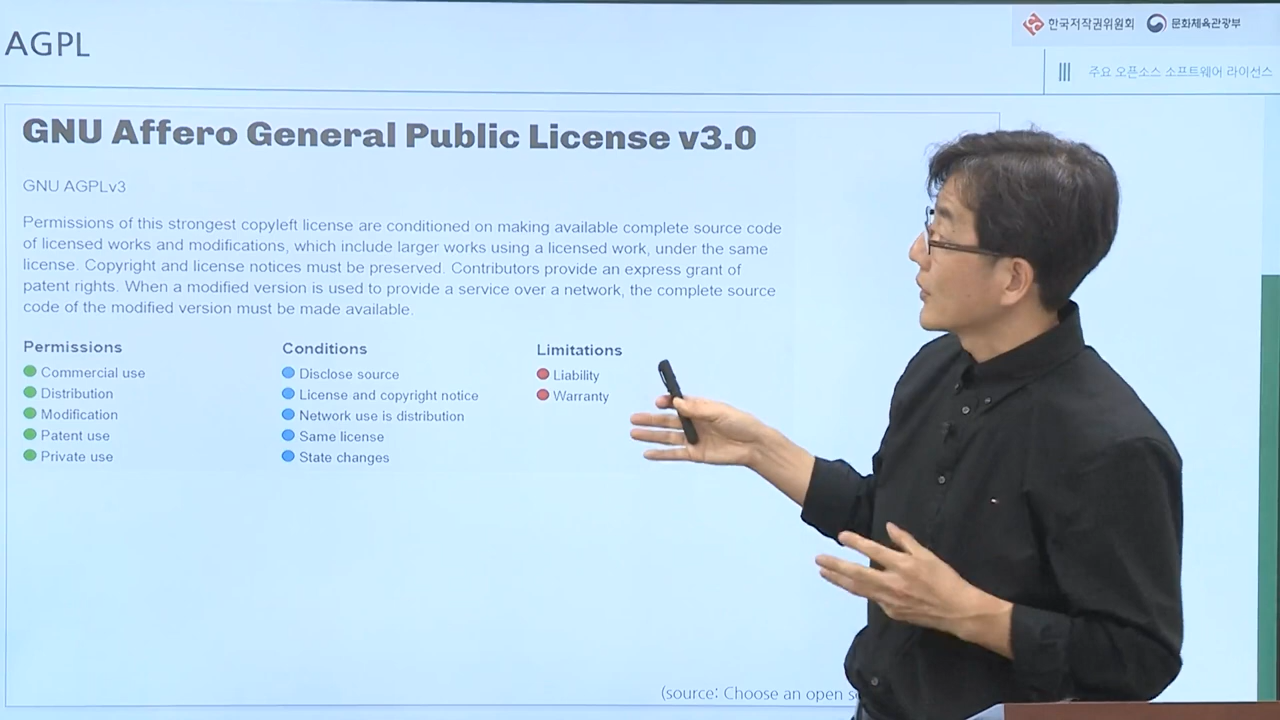 AGPL
한국저작권위원회
문화체육관광부
주요 오픈소스 소프트웨어 라이선스
GNU Affero General Public License v3.0
GNU AGPLv3
Permissions of this strongest copyleft license are conditioned on making available complete source code
of licensed works and modifications, which include larger works using a licensed work, under the same
license. Copyright and license notices must be preserved. Contributors provide an express grant of
patent rights. When a modified version is used to provide a service over a network, the complete source
code of the modified version must be made available.
Permissions
Commercial use
Distribution
Modification
Patent use
Private use
Conditions
Disclose source
License and copyright notice
Network use is distribution
Same license
State changes
Limitations
Liability
Warranty
(source: Choose an open